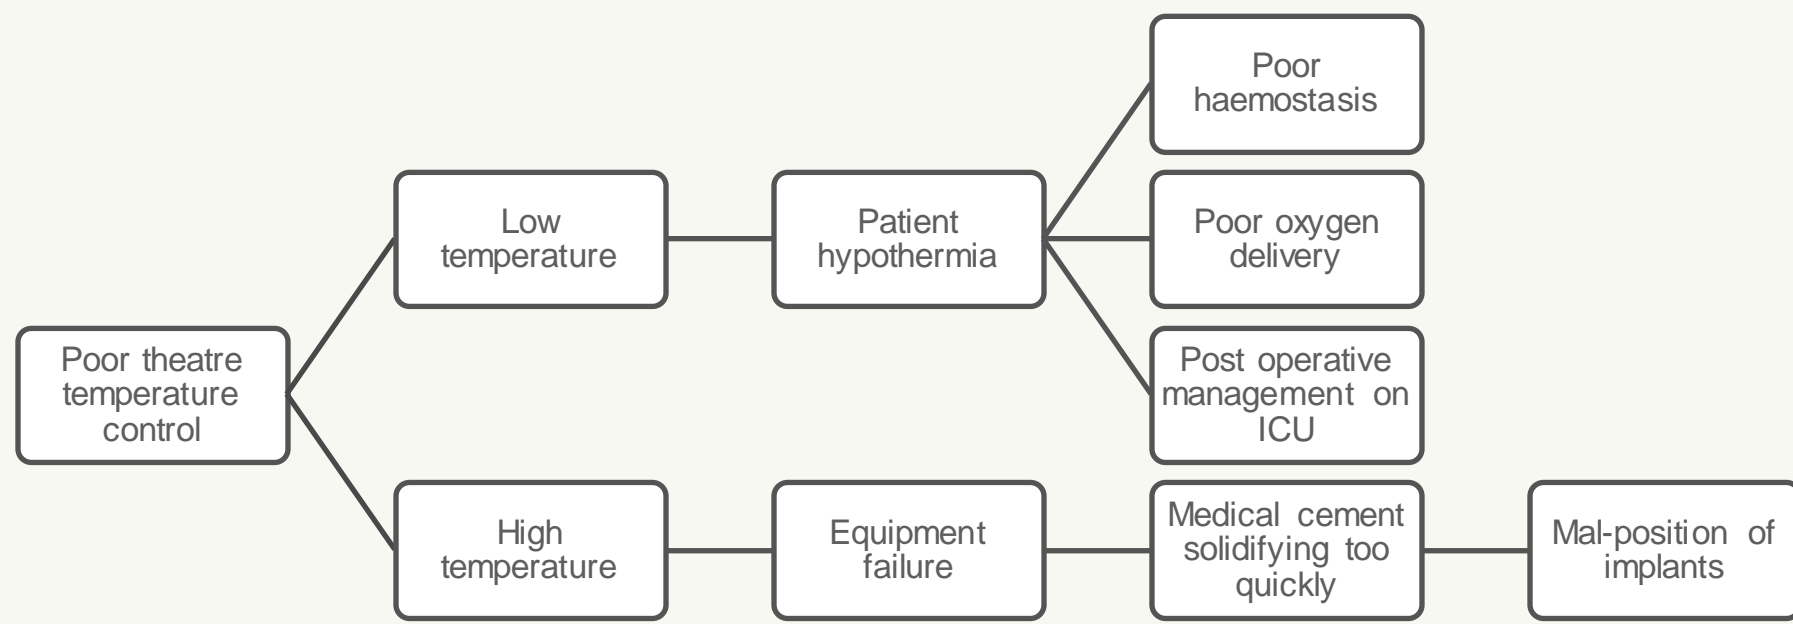 Poor theatre
temperature
control
Low
temperature
Patient
hypothermia
Poor
haemostasis
Poor oxygen
delivery
Post operative
management on
ICU
High
temperature
Equipment
failure
Medical cement
solidifying too
quickly
Mal-position of
implants